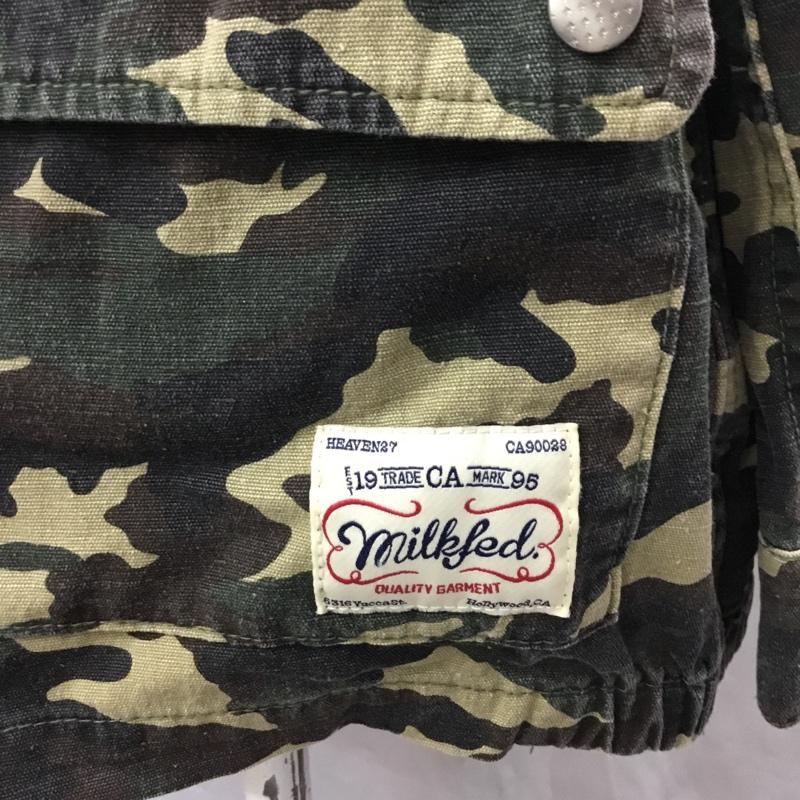 HEAVEN27 CA90028
EST 19 TRADE CA MARK 95
Milkfed.
QUALITY GARMENT
6316 Yucca St. Hollywood, CA